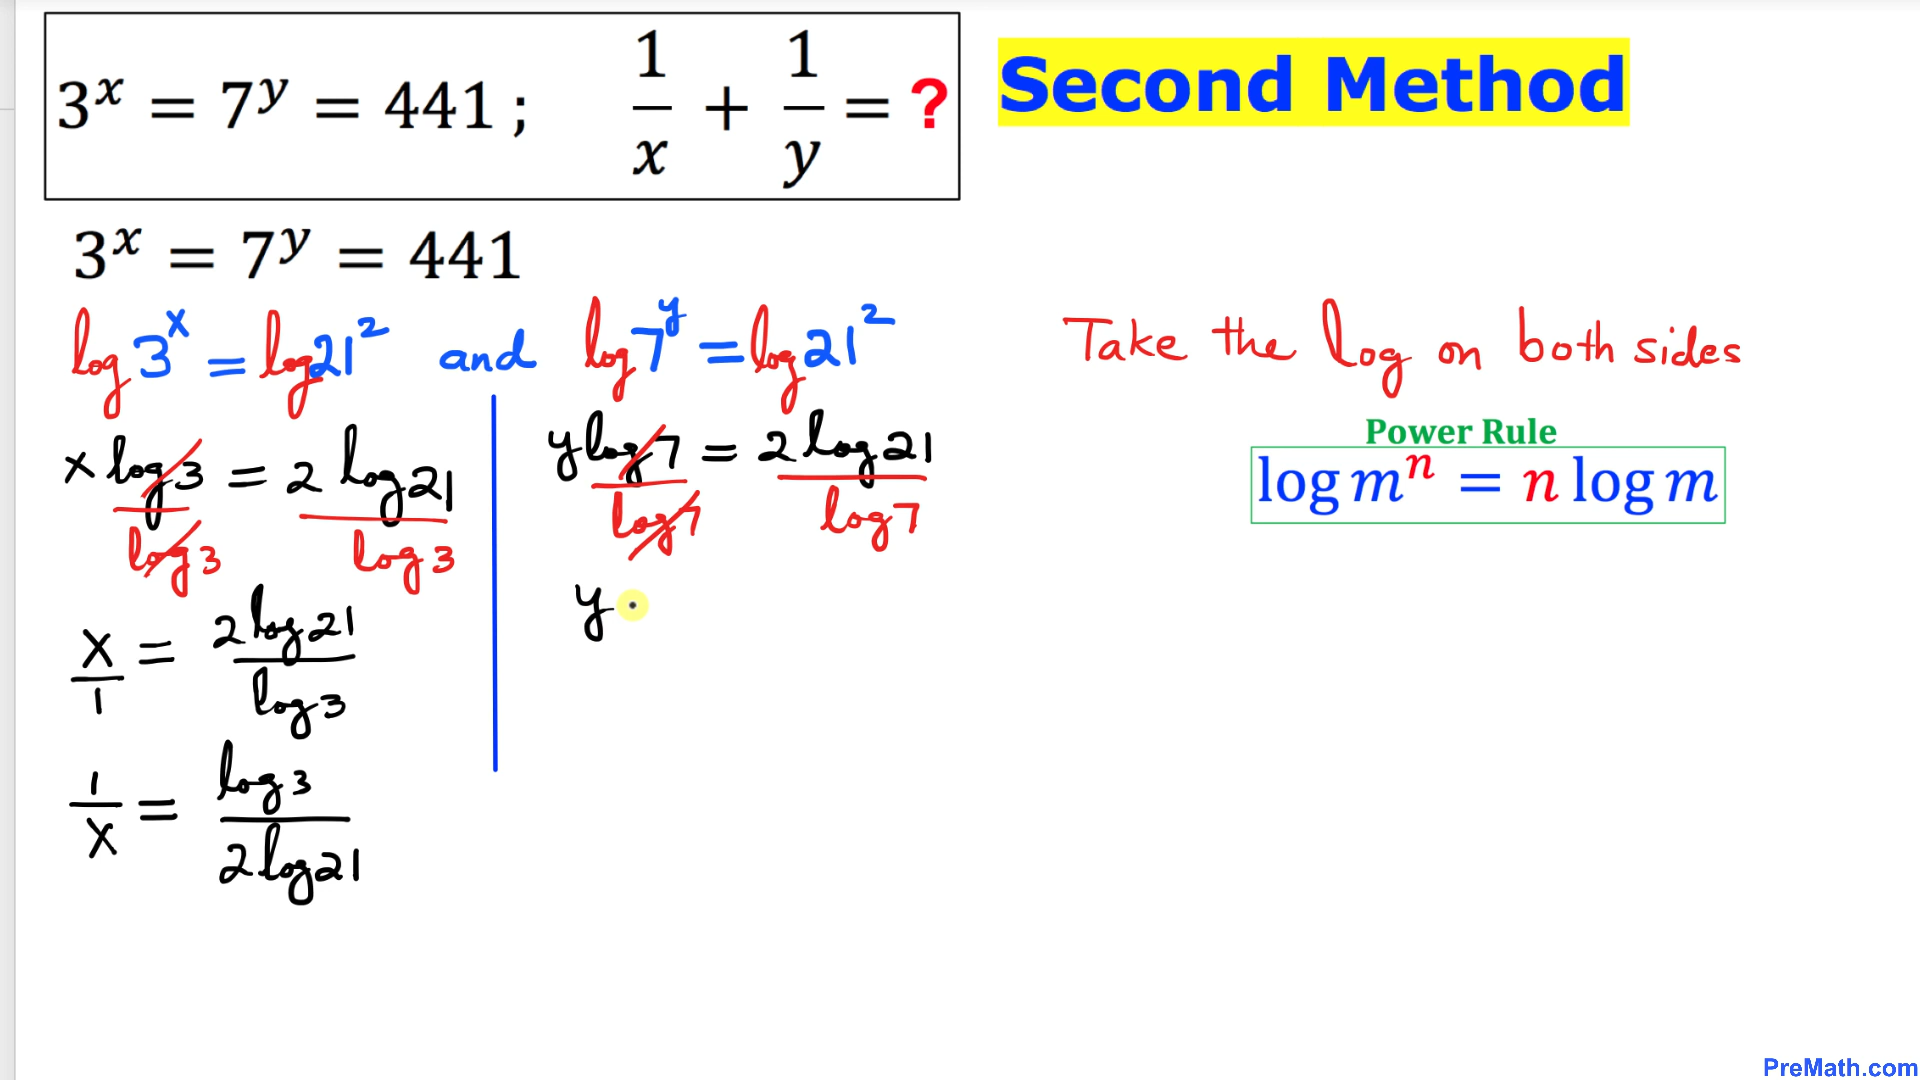 3^x = 7^y = 441 ; 1/x + 1/y = ?
Second Method
3^x = 7^y = 441
log 3^x = log 21^2 and log 7^y = log 21^2
Take the log on both sides
x log 3 / log 3 = 2 log 21 / log 3
y log 7 / log 7 = 2 log 21 / log 7
Power Rule
log m^n = n log m
x/1 = 2 log 21 / log 3
y
1/x = log 3 / 2 log 21
PreMath.com